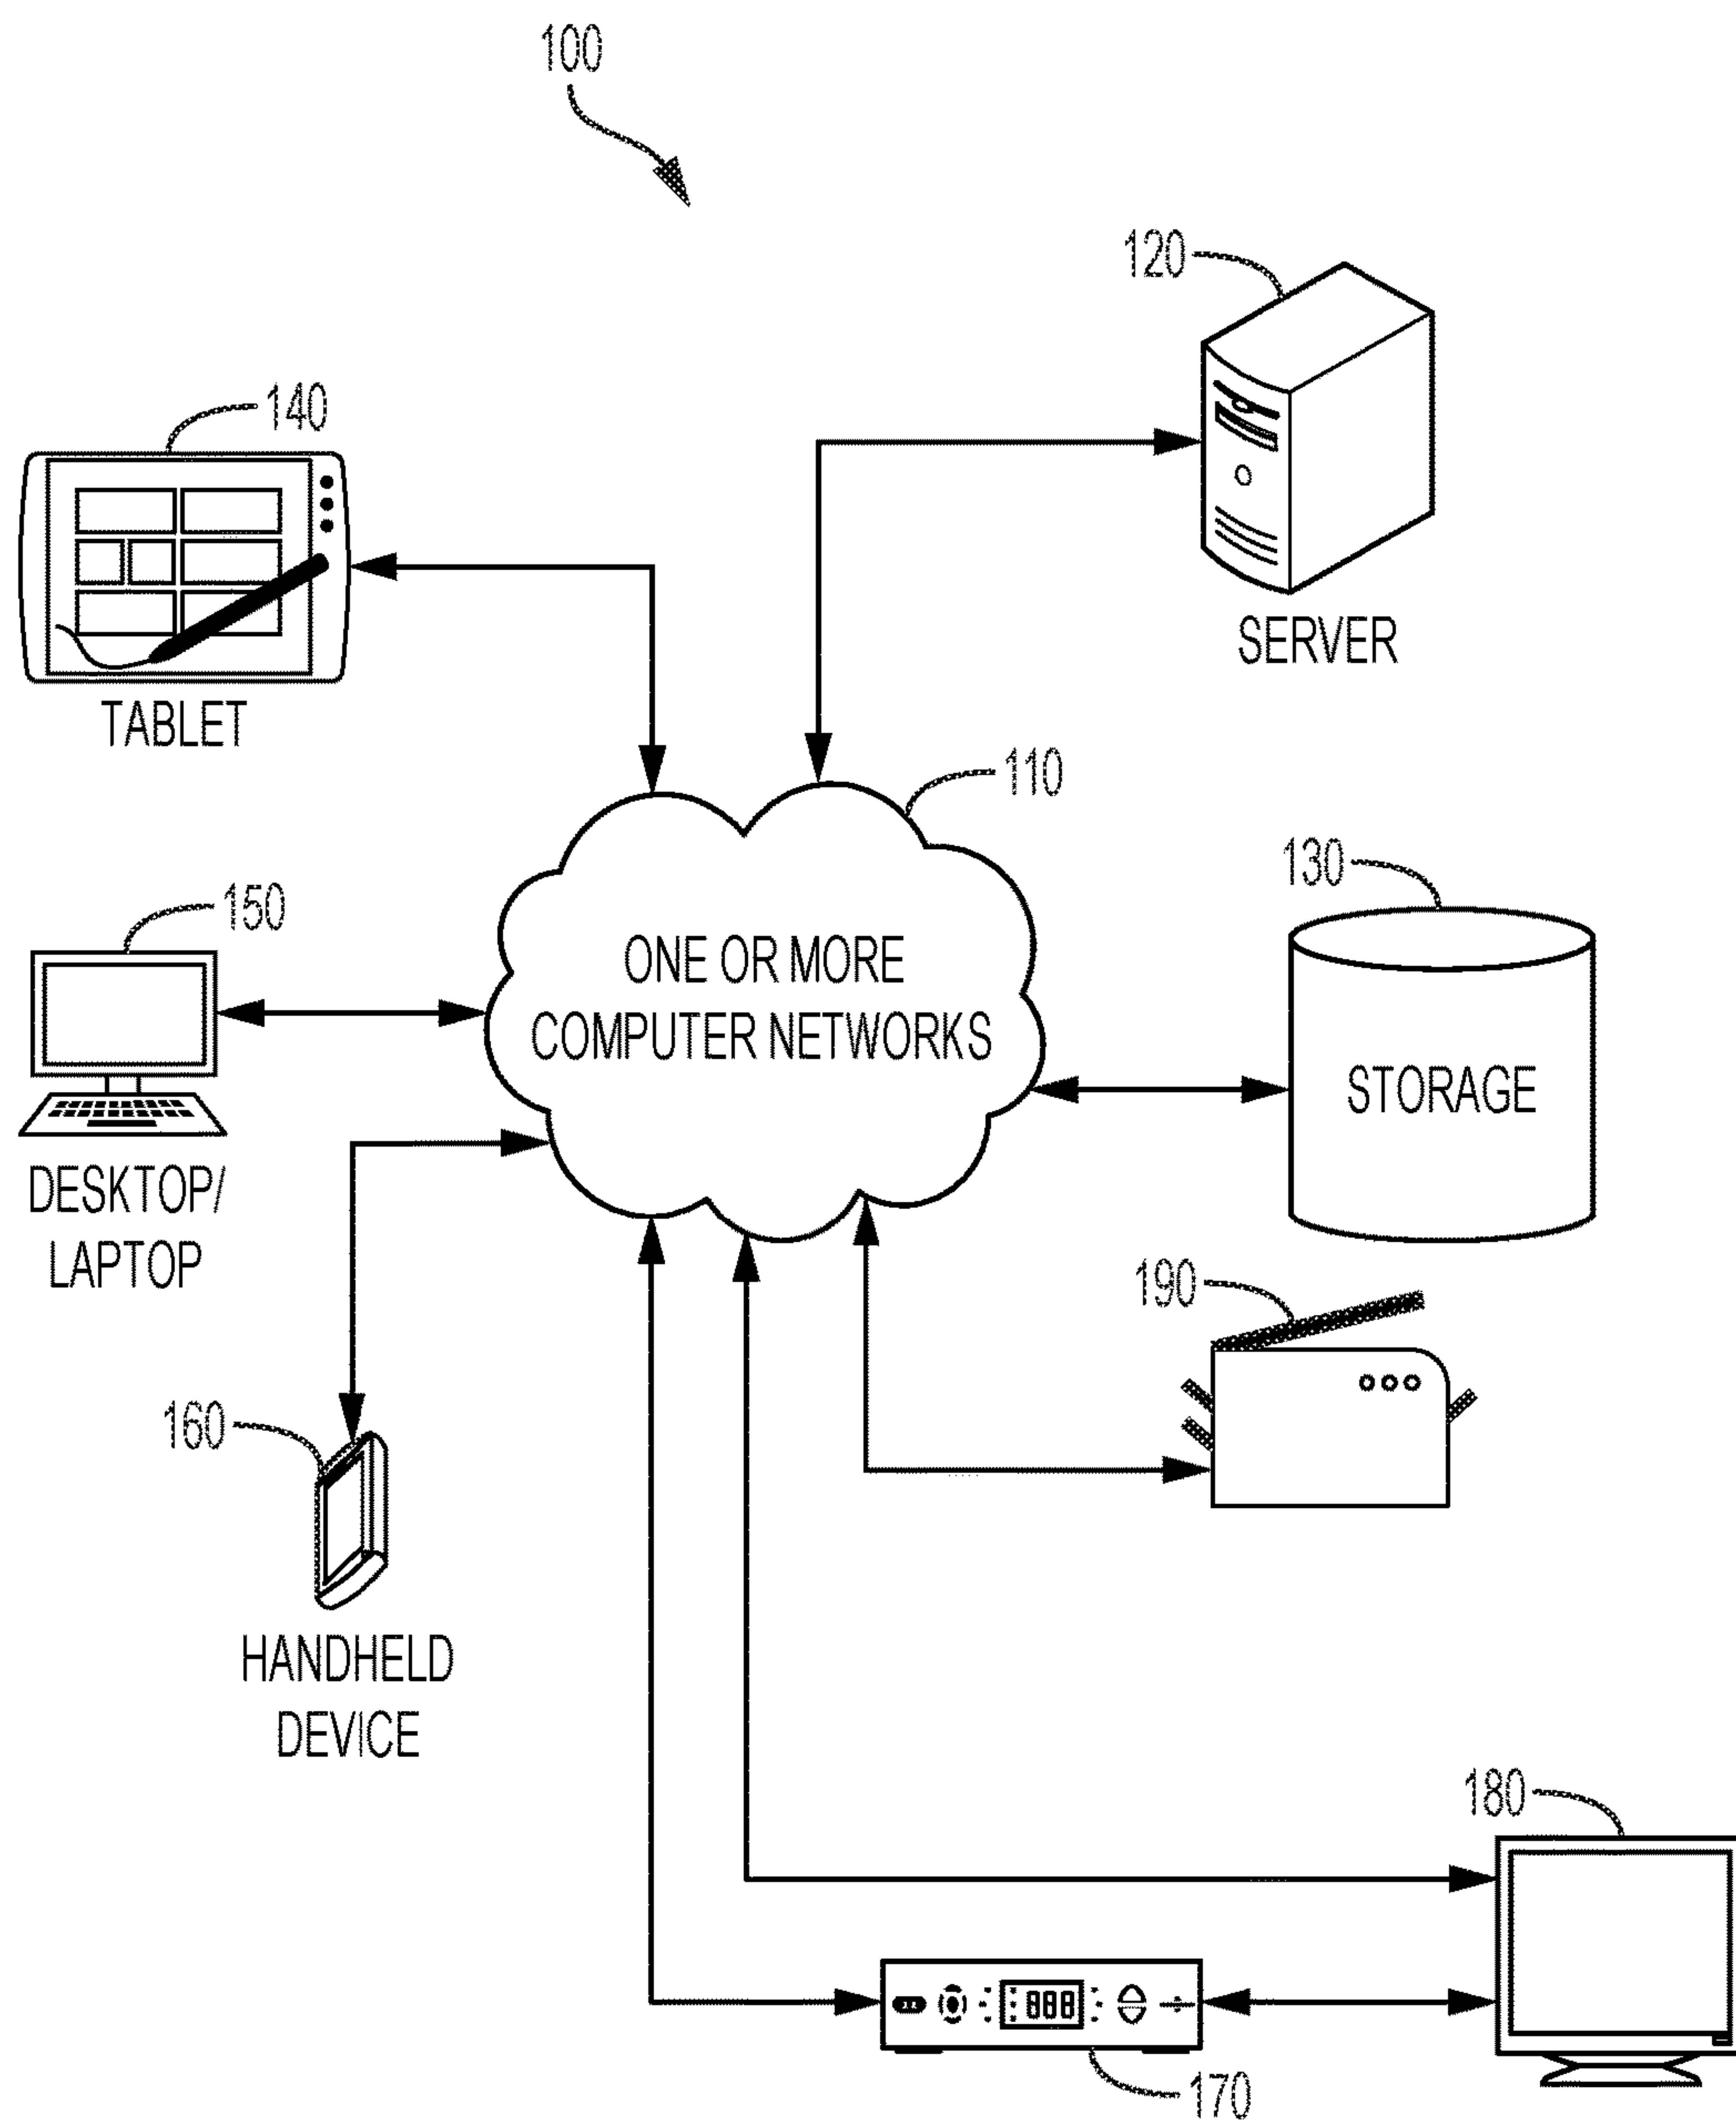 100
120
SERVER
140
TABLET
110
ONE OR MORE
COMPUTER NETWORKS
130
STORAGE
150
DESKTOP/
LAPTOP
190
160
HANDHELD
DEVICE
180
888
170